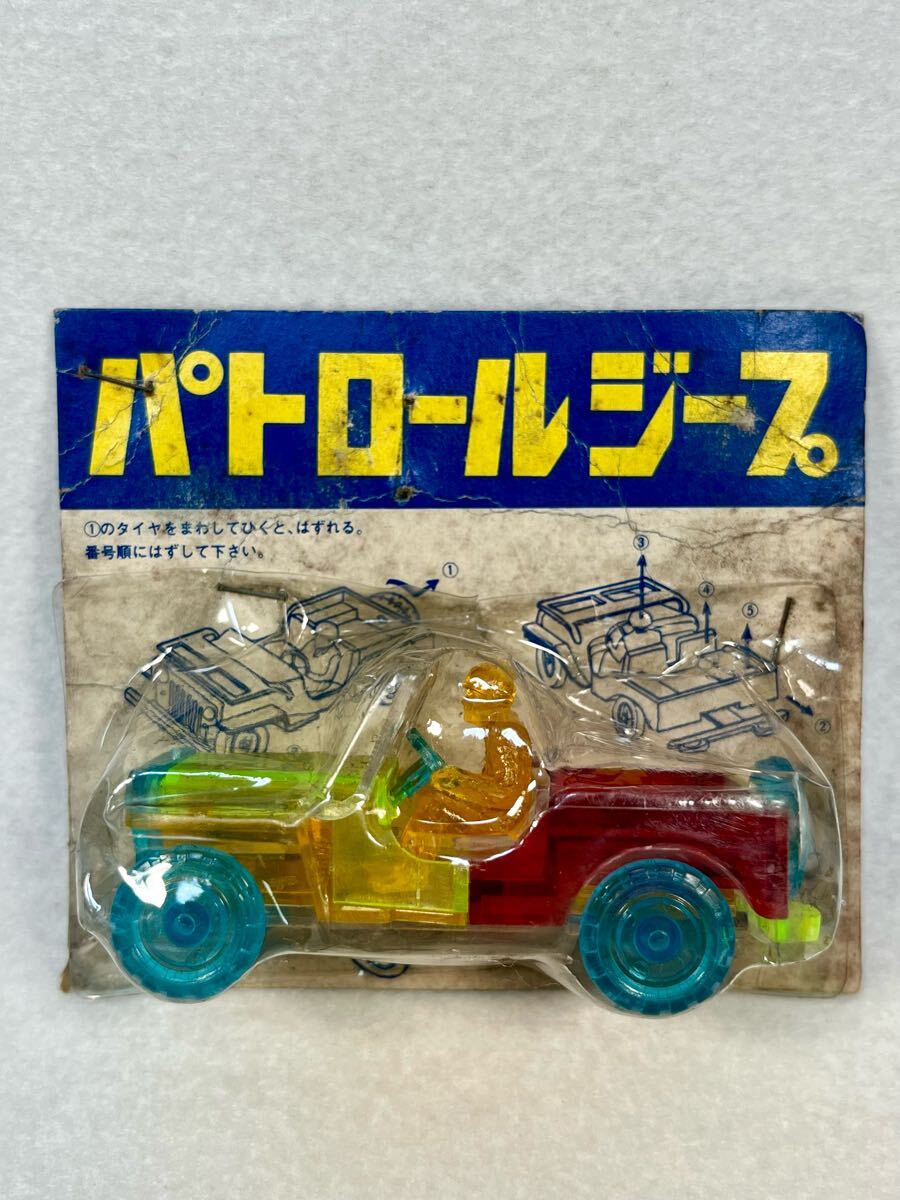 パトロールジープ
①のタイヤをまわしてひくと、はずれる。
番号順にはずして下さい。
①
③
④
⑤
②